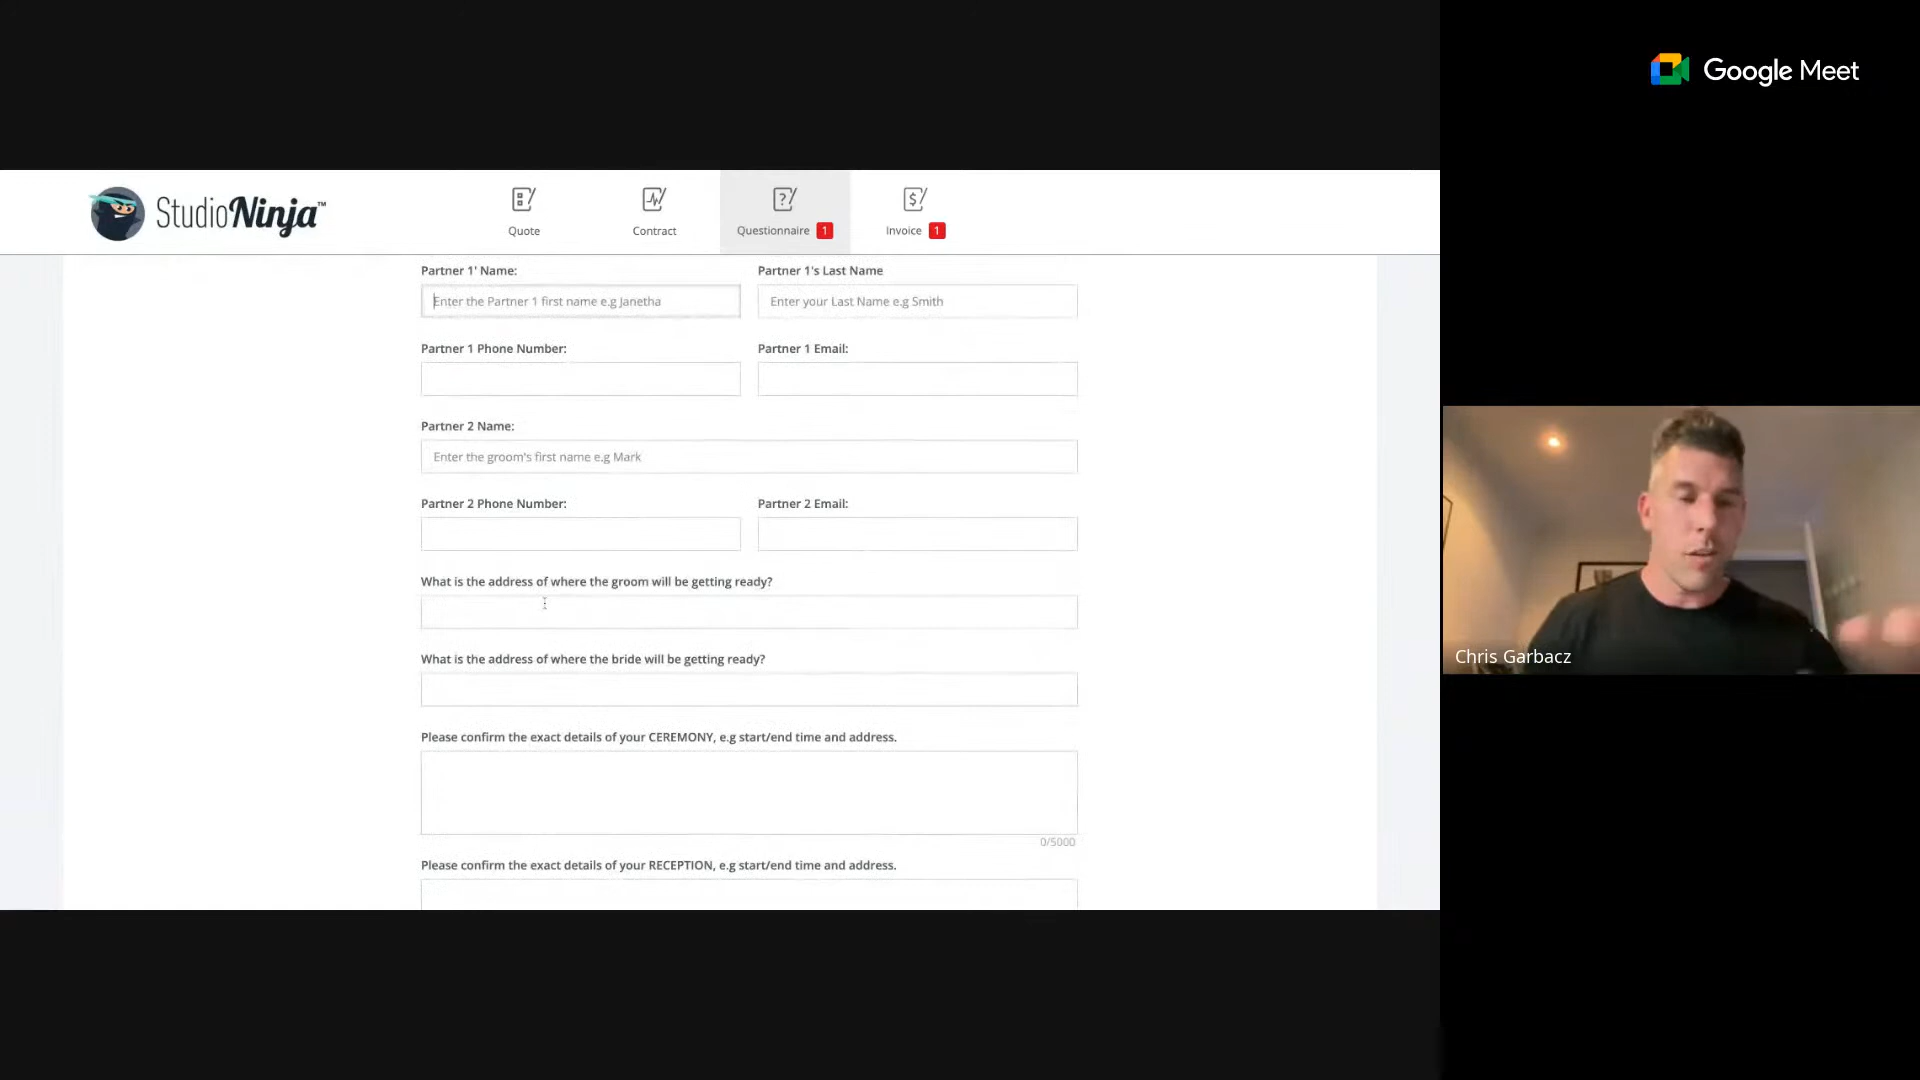 Google Meet
StudioNinja™
Quote
Contract
Questionnaire 1
Invoice 1
Partner 1' Name:
Partner 1's Last Name
Enter the Partner 1 first name e.g Janetha
Enter your Last Name e.g Smith
Partner 1 Phone Number:
Partner 1 Email:
Partner 2 Name:
Enter the groom's first name e.g Mark
Partner 2 Phone Number:
Partner 2 Email:
What is the address of where the groom will be getting ready?
What is the address of where the bride will be getting ready?
Please confirm the exact details of your CEREMONY, e.g start/end time and address.
0/5000
Please confirm the exact details of your RECEPTION, e.g start/end time and address.
Chris Garbacz